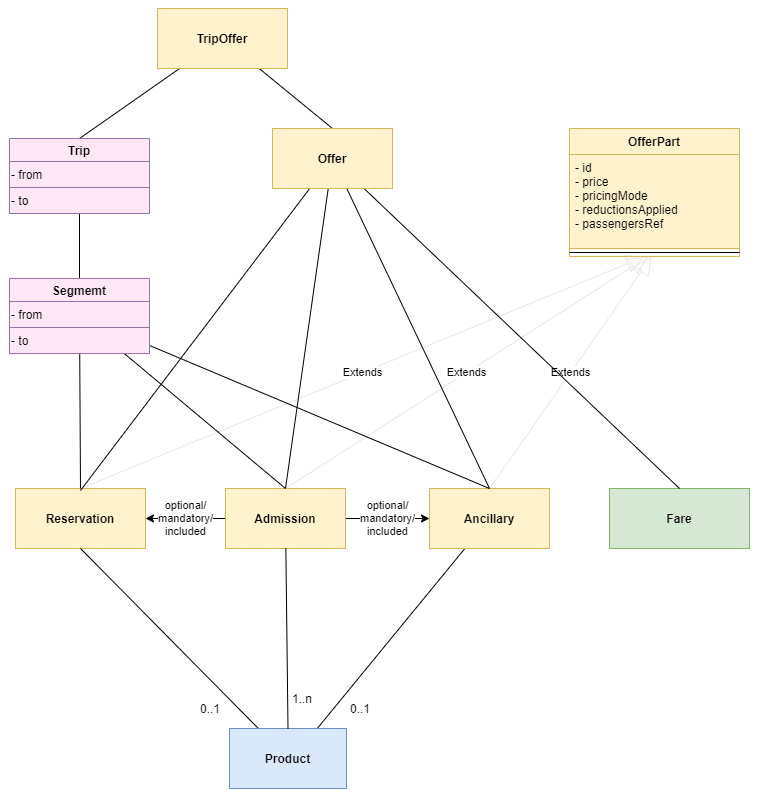 TripOffer
Trip
- from
- to
Offer
OfferPart
- id
- price
- pricingMode
- reductionsApplied
- passengersRef
Segmemt
- from
- to
Extends
Extends
Extends
Reservation
optional/
mandatory/
included
Admission
optional/
mandatory/
included
Ancillary
Fare
0..1
1..n
0..1
Product